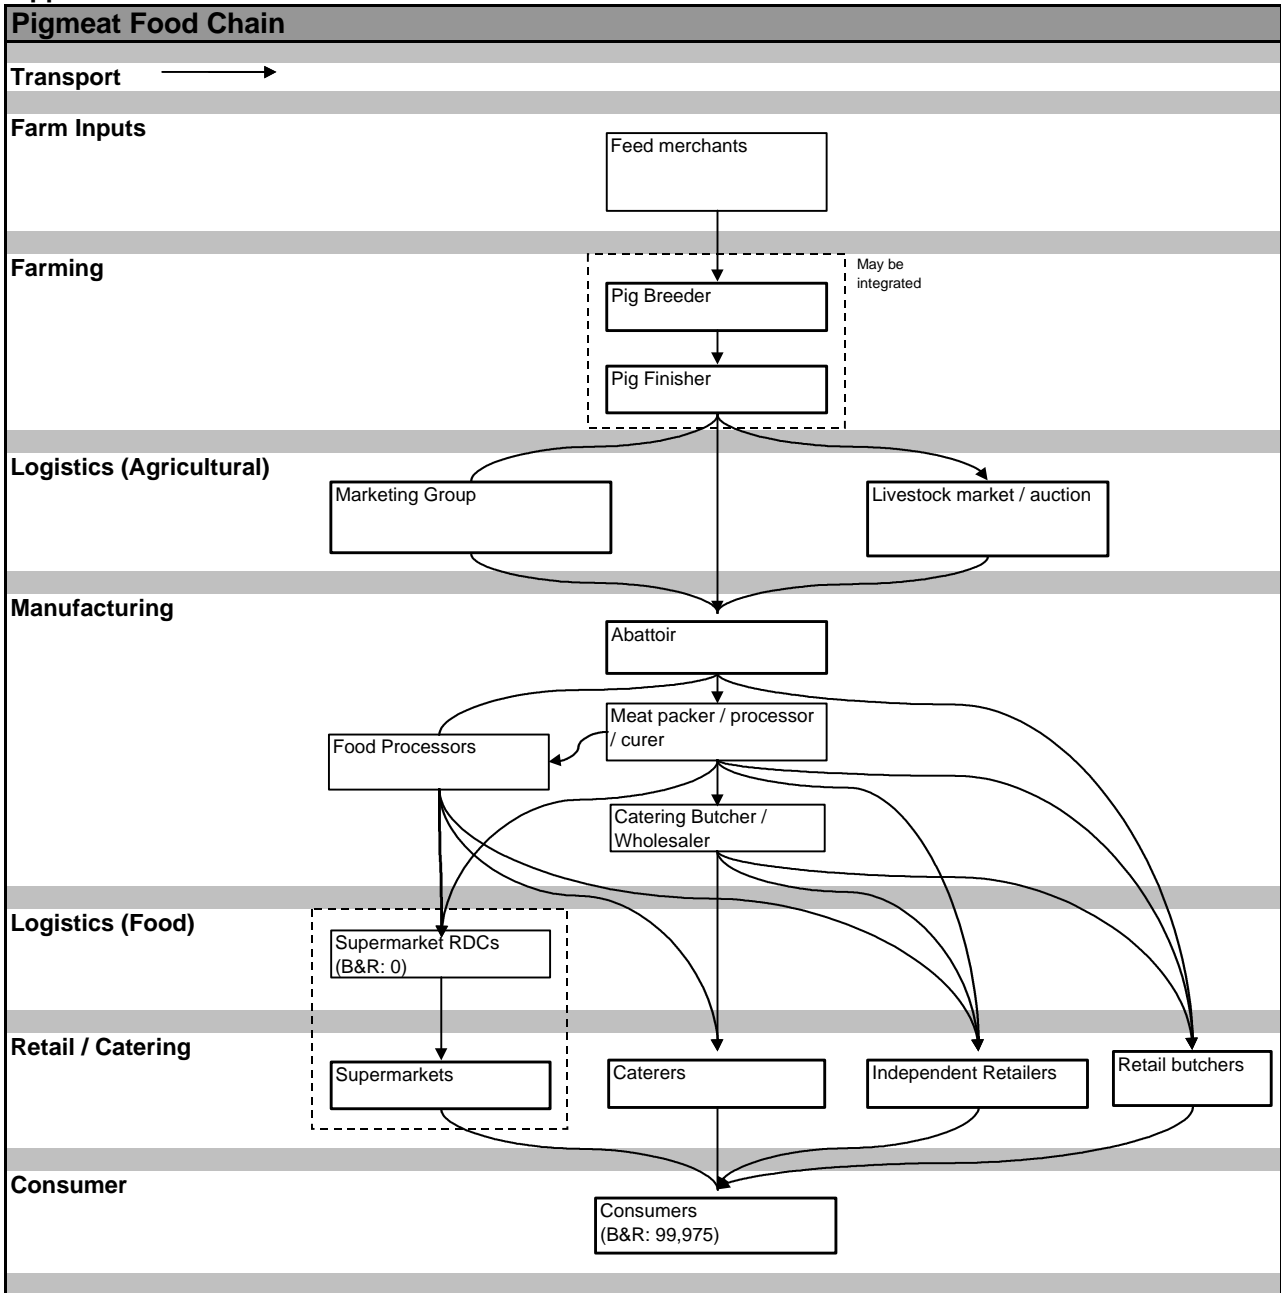 Pigmeat Food Chain
Transport
Farm Inputs
Feed merchants
Farming
May be
integrated
Pig Breeder
Pig Finisher
Logistics (Agricultural)
Marketing Group
Livestock market / auction
Manufacturing
Abattoir
Meat packer / processor
/ curer
Food Processors
Catering Butcher /
Wholesaler
Logistics (Food)
Supermarket RDCs
(B&R: 0)
Retail / Catering
Supermarkets
Caterers
Independent Retailers
Retail butchers
Consumer
Consumers
(B&R: 99,975)